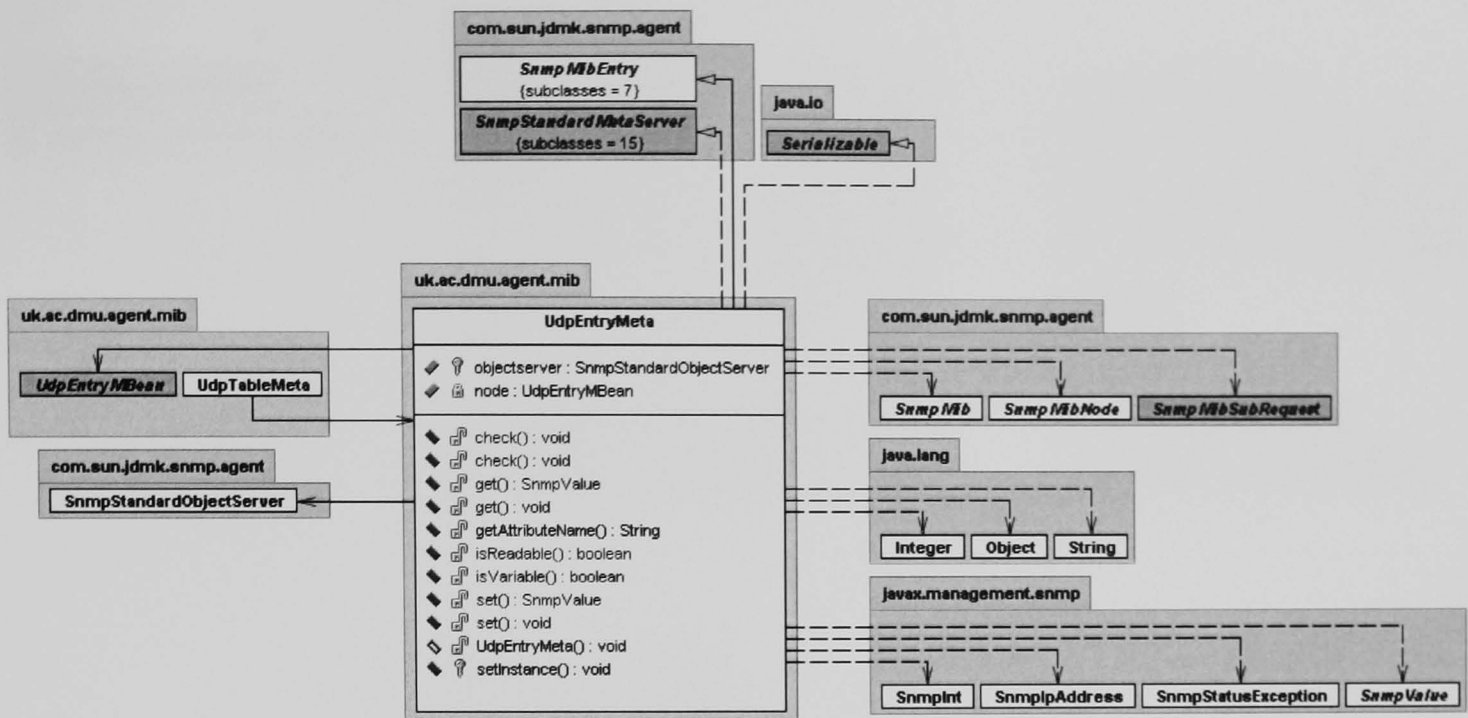 com.sun.jdmk.snmp.agent
SnmpMibEntry
{subclasses = 7}
SnmpStandardMetaServer
{subclasses = 15}
java.io
Serializable
uk.ac.dmu.agent.mib
UdpEntryMBean
UdpTableMeta
com.sun.jdmk.snmp.agent
SnmpStandardObjectServer
uk.ac.dmu.agent.mib
UdpEntryMeta
objectserver : SnmpStandardObjectServer
node : UdpEntryMBean
check() : void
check() : void
get() : SnmpValue
get() : void
getAttributeName() : String
isReadable() : boolean
isVariable() : boolean
set() : SnmpValue
set() : void
UdpEntryMeta() : void
setInstance() : void
com.sun.jdmk.snmp.agent
SnmpMib
SnmpMibNode
SnmpMibSubRequest
java.lang
Integer
Object
String
javax.management.snmp
SnmpInt
SnmpIpAddress
SnmpStatusException
SnmpValue